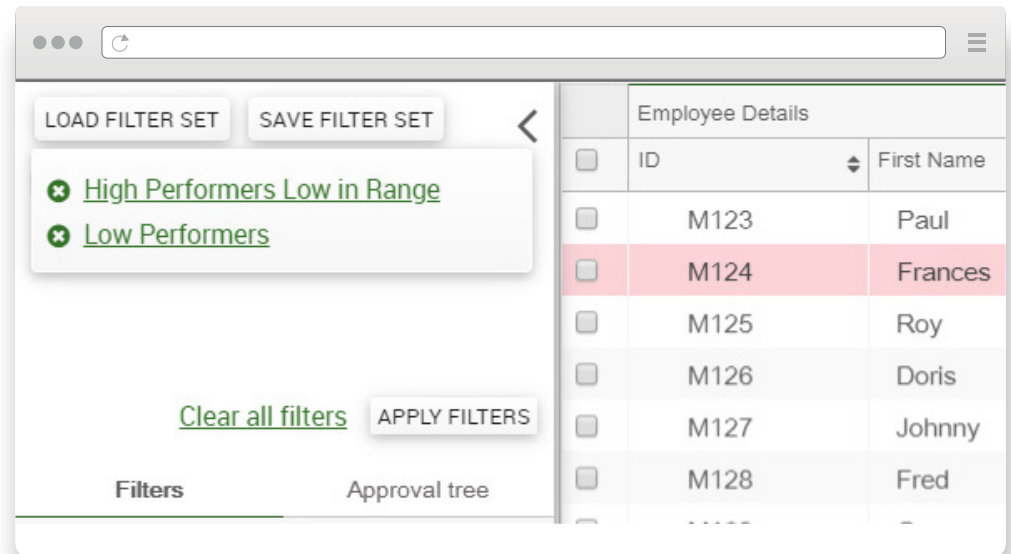 LOAD FILTER SET SAVE FILTER SET
High Performers Low in Range
Low Performers
Clear all filters APPLY FILTERS
Filters Approval tree
Employee Details
ID First Name
M123 Paul
M124 Frances
M125 Roy
M126 Doris
M127 Johnny
M128 Fred